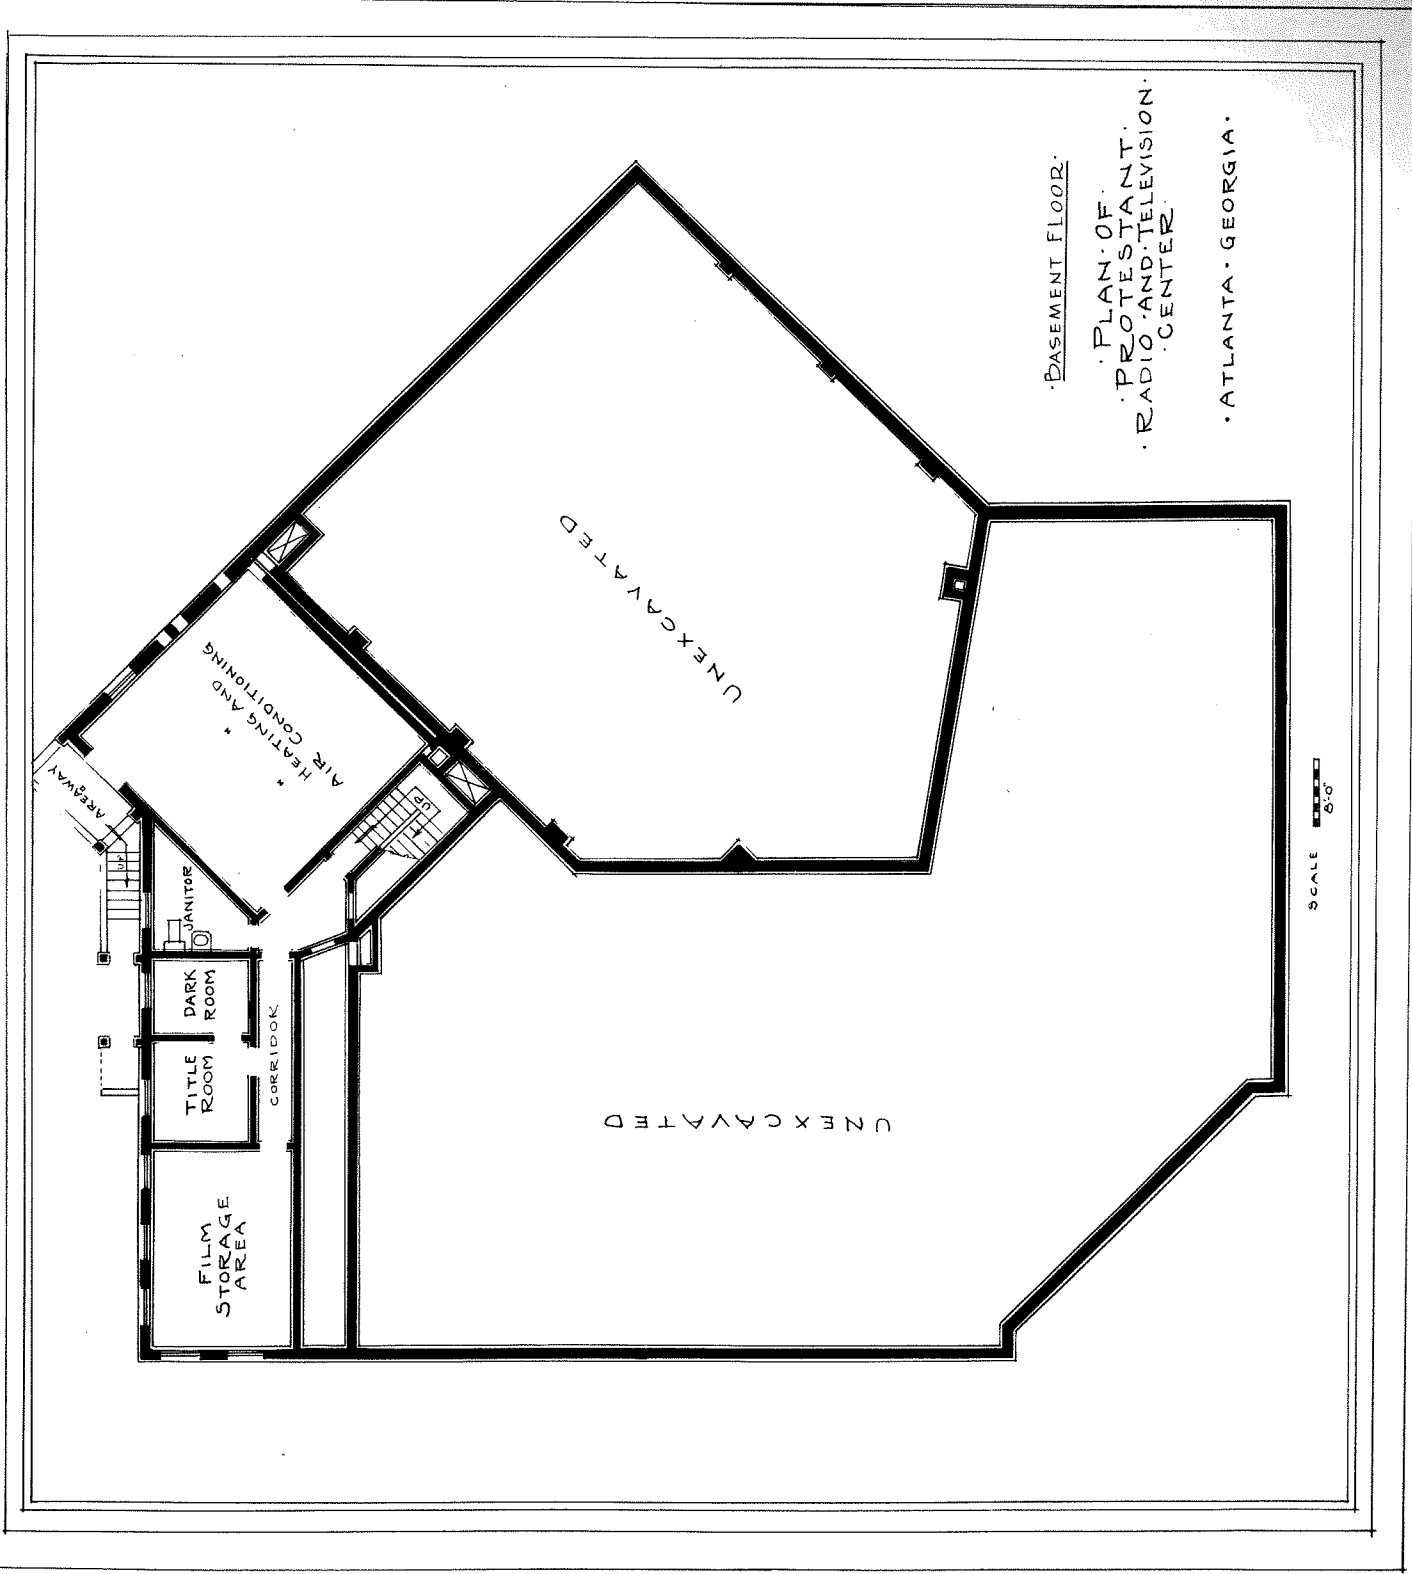 ·BASEMENT FLOOR·
·PLAN·OF·
·PROTESTANT·
·RADIO·AND·TELEVISION·
·CENTER·
·ATLANTA·GEORGIA·
UNEXCAVATED
"HEATING AND"
AIR CONDITIONING
AREAWAY
UP
UP
JANITOR
DARK
ROOM
TITLE
ROOM
CORRIDOR
FILM
STORAGE
AREA
UNEXCAVATED
SCALE
8'-0"